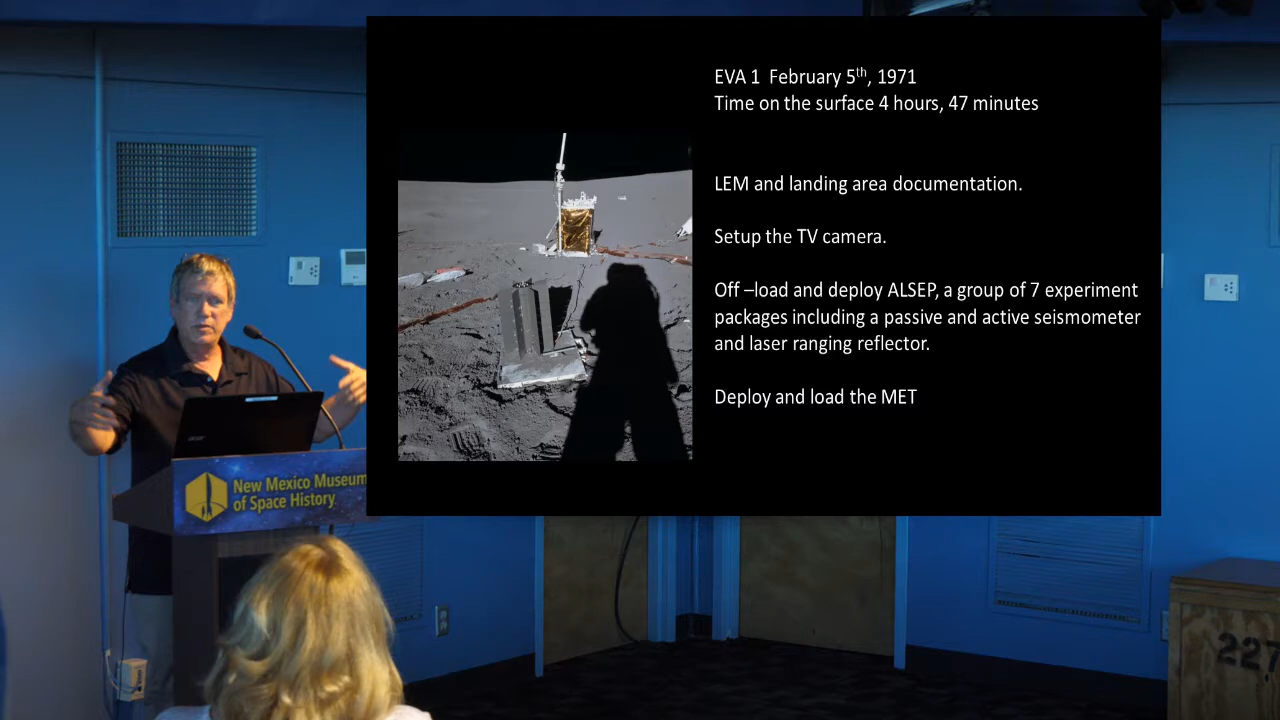 EVA 1 February 5th, 1971
Time on the surface 4 hours, 47 minutes
LEM and landing area documentation.
Setup the TV camera.
Off –load and deploy ALSEP, a group of 7 experiment
packages including a passive and active seismometer
and laser ranging reflector.
Deploy and load the MET
acer
New Mexico Museum
of Space History
227